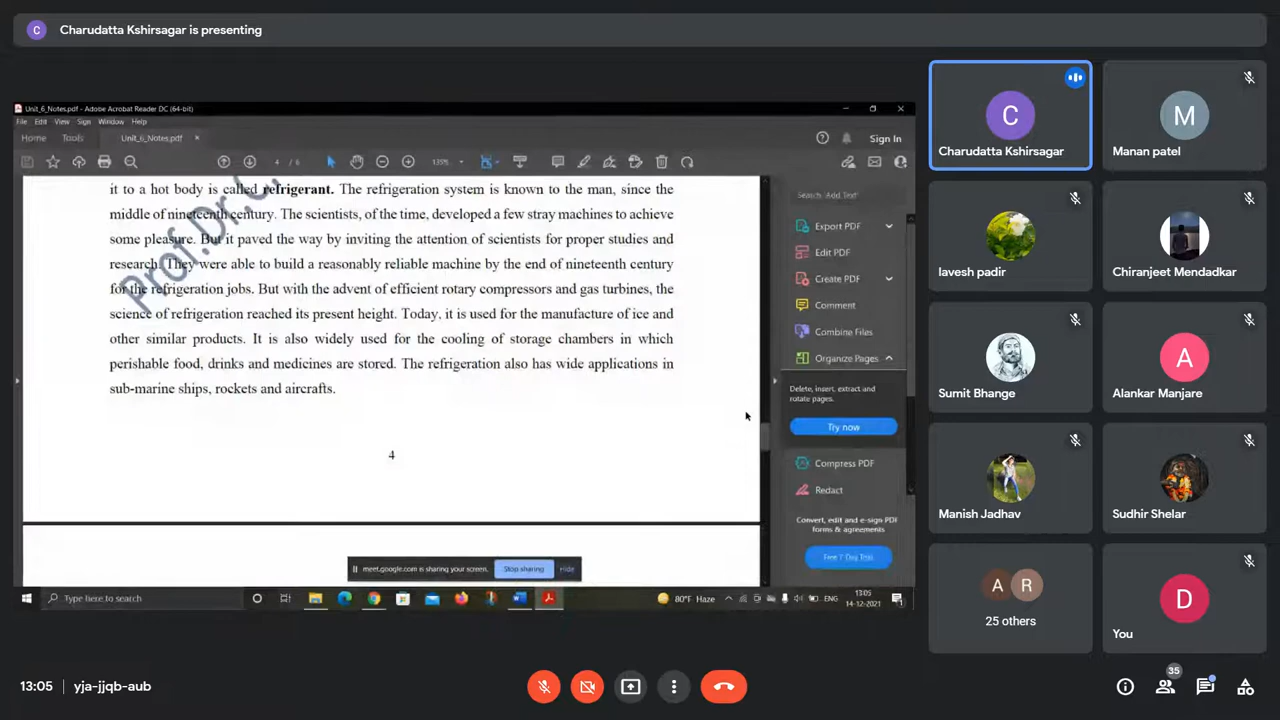 C Charudatta Kshirsagar is presenting
Unit_6_Notes.pdf - Adobe Acrobat Reader DC (64-bit)
File Edit View Sign Window Help
Home Tools Unit_6_Notes.pdf × Sign In
4 / 6 135%
it to a hot body is called refrigerant. The refrigeration system is known to the man, since the
middle of nineteenth century. The scientists, of the time, developed a few stray machines to achieve
some pleasure. But it paved the way by inviting the attention of scientists for proper studies and
research. They were able to build a reasonably reliable machine by the end of nineteenth century
for the refrigeration jobs. But with the advent of efficient rotary compressors and gas turbines, the
science of refrigeration reached its present height. Today, it is used for the manufacture of ice and
other similar products. It is also widely used for the cooling of storage chambers in which
perishable food, drinks and medicines are stored. The refrigeration also has wide applications in
sub-marine ships, rockets and aircrafts.
4
Prof.Dr.C
Search 'Add Text'
Export PDF
Edit PDF
Create PDF
Comment
Combine Files
Organize Pages
Delete, insert, extract and
rotate pages.
Try now
Compress PDF
Redact
Convert, edit and e-sign PDF
forms & agreements
Free 7 Day Trial
meet.google.com is sharing your screen. Stop sharing Hide
Type here to search
80°F Haze ENG 13:05
14-12-2021
C
Charudatta Kshirsagar
M
Manan patel
lavesh padir
Chiranjeet Mendadkar
Sumit Bhange
A
Alankar Manjare
Manish Jadhav
Sudhir Shelar
A R
25 others
D
You
13:05 | yja-jjqb-aub
35